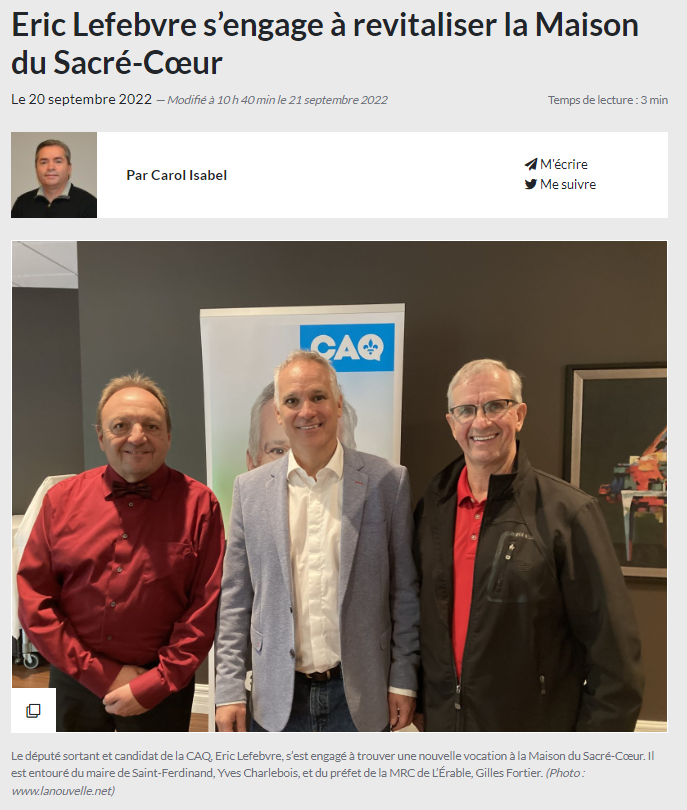 Eric Lefebvre s’engage à revitaliser la Maison
du Sacré-Cœur
Le 20 septembre 2022 — Modifié à 10 h 40 min le 21 septembre 2022
Temps de lecture : 3 min
Par Carol Isabel
M'écrire
Me suivre
CAQ
Le député sortant et candidat de la CAQ, Eric Lefebvre, s’est engagé à trouver une nouvelle vocation à la Maison du Sacré-Cœur. Il
est entouré du maire de Saint-Ferdinand, Yves Charlebois, et du préfet de la MRC de L’Érable, Gilles Fortier. (Photo :
www.lanouvelle.net)